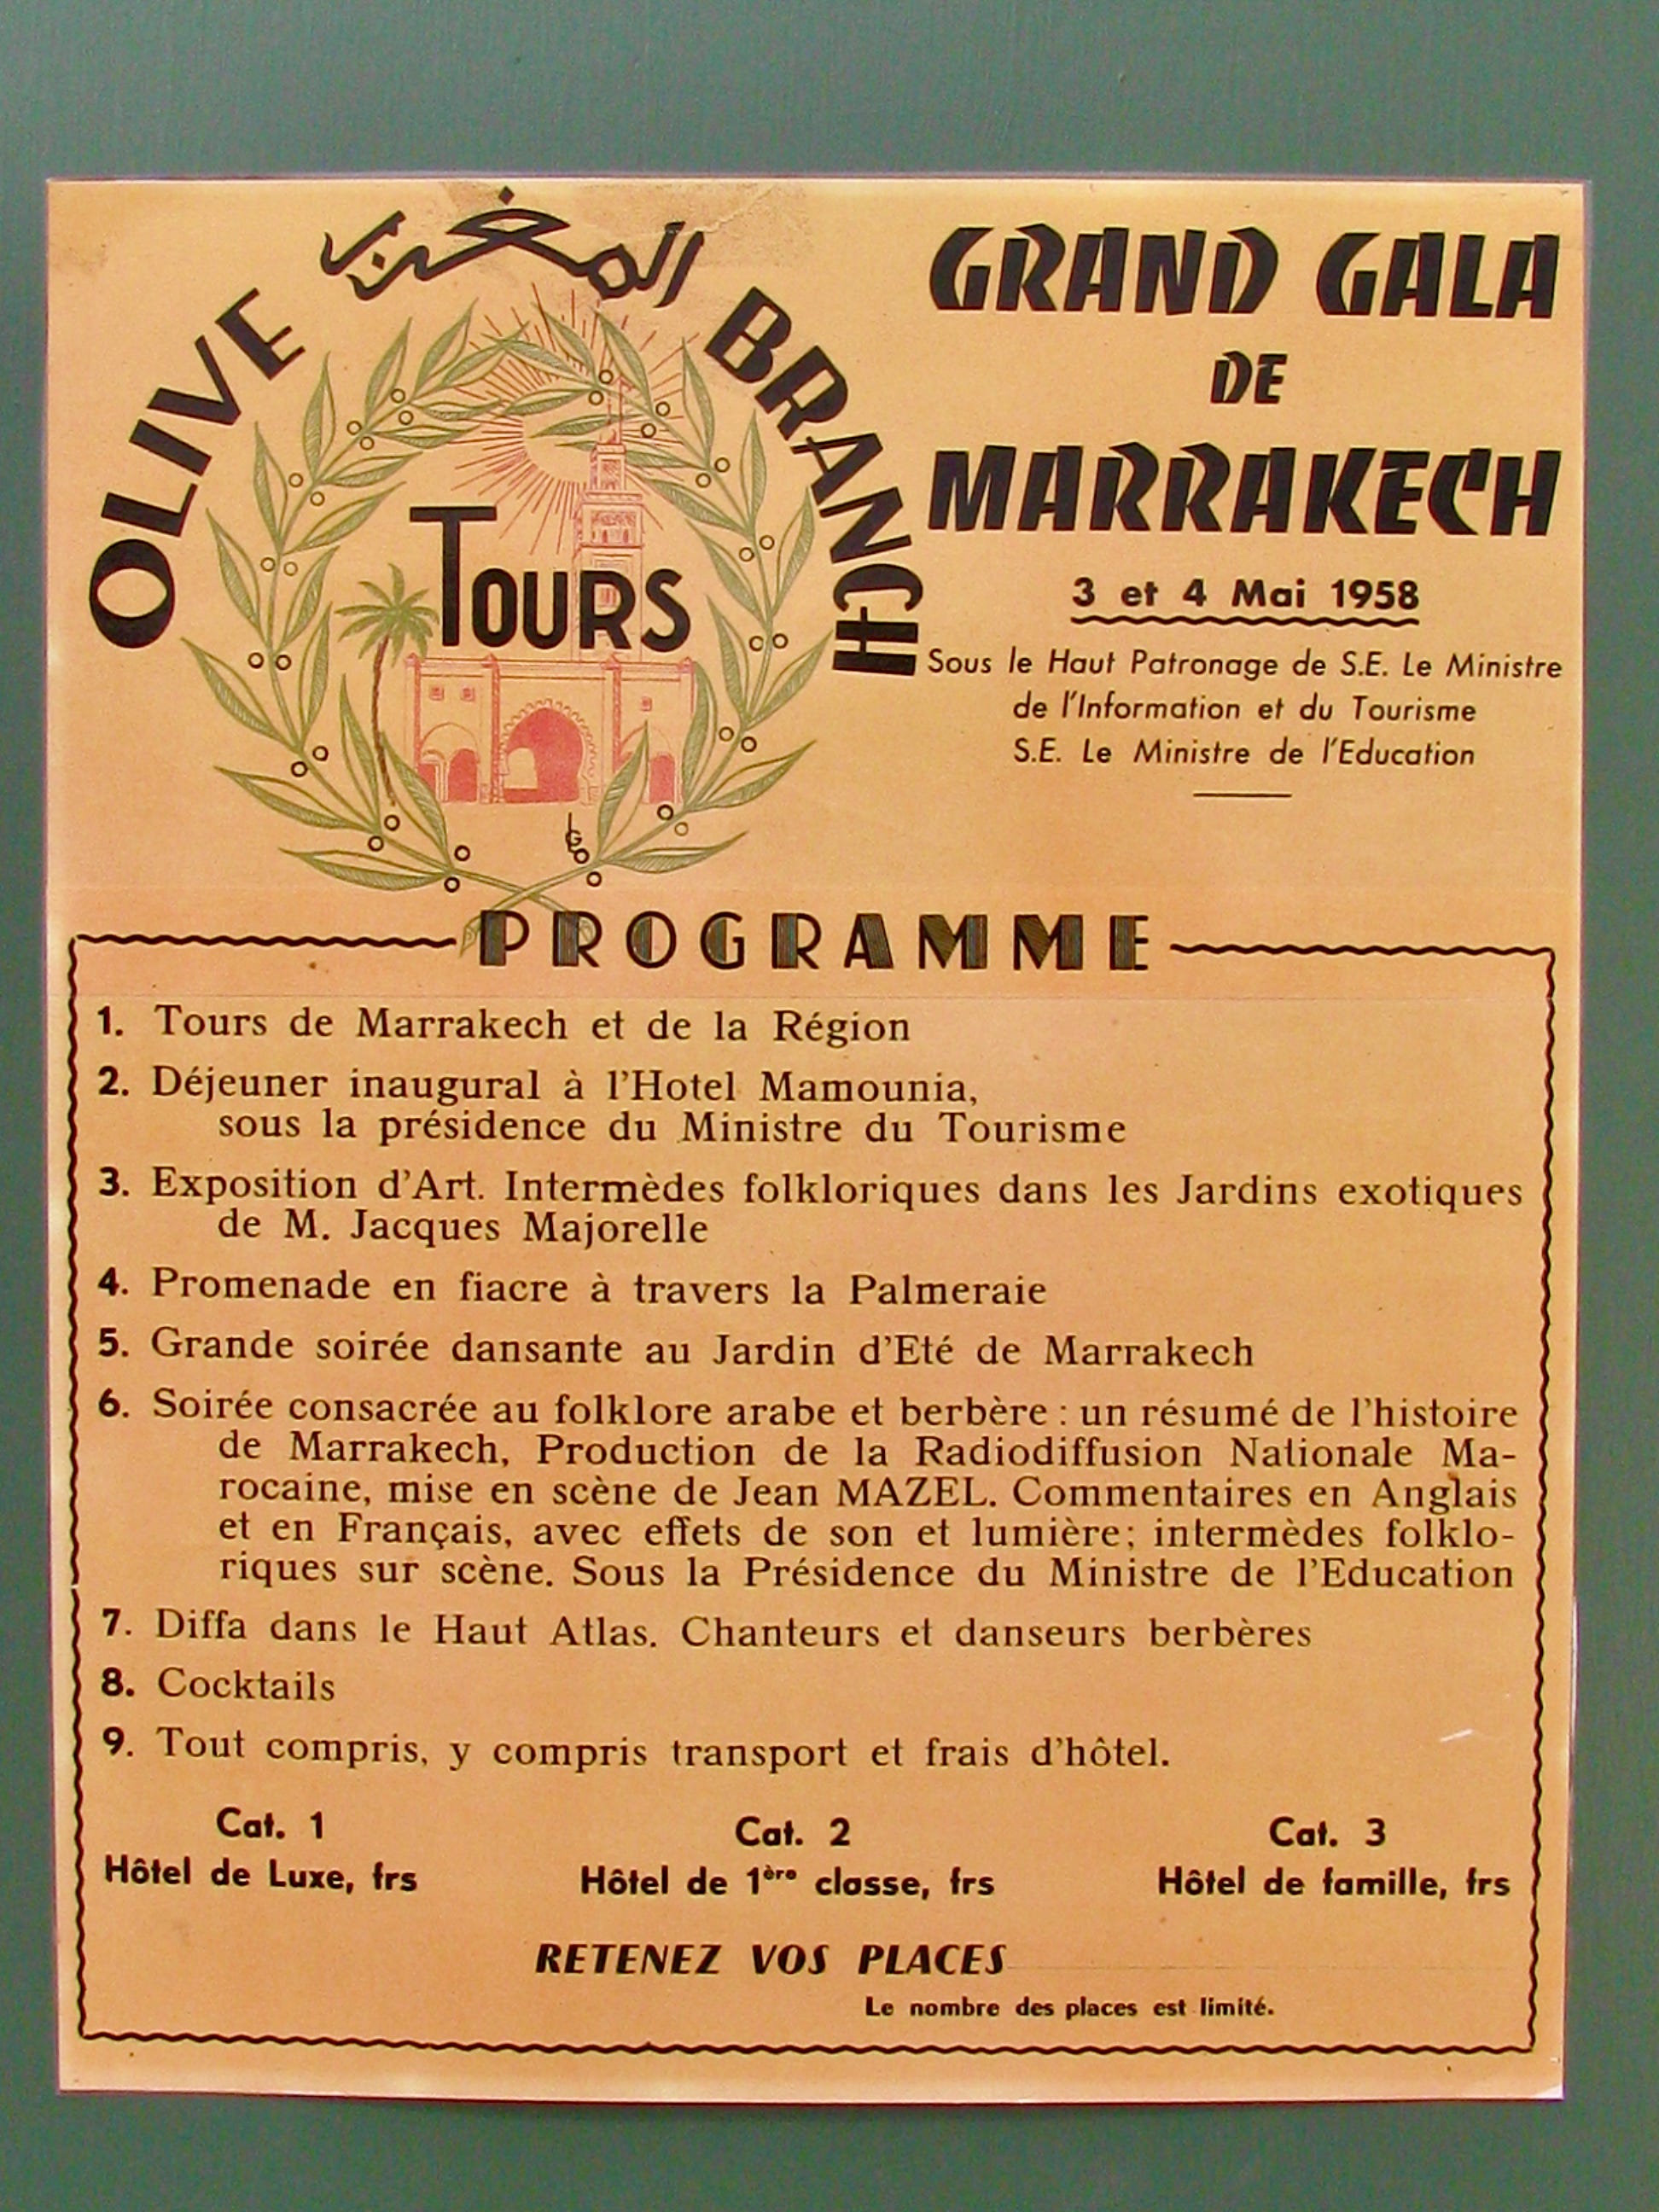 OLIVE المغرب BRANCH
TOURS
GRAND GALA
DE
MARRAKECH
3 et 4 Mai 1958
Sous le Haut Patronage de S.E. Le Ministre
de l'Information et du Tourisme
S.E. Le Ministre de l'Education
PROGRAMME
1. Tours de Marrakech et de la Région
2. Déjeuner inaugural à l'Hotel Mamounia,
sous la présidence du Ministre du Tourisme
3. Exposition d'Art. Intermèdes folkloriques dans les Jardins exotiques
de M. Jacques Majorelle
4. Promenade en fiacre à travers la Palmeraie
5. Grande soirée dansante au Jardin d'Eté de Marrakech
6. Soirée consacrée au folklore arabe et berbère : un résumé de l'histoire
de Marrakech, Production de la Radiodiffusion Nationale Ma-
rocaine, mise en scène de Jean MAZEL. Commentaires en Anglais
et en Français, avec effets de son et lumière; intermèdes folklo-
riques sur scène. Sous la Présidence du Ministre de l'Education
7. Diffa dans le Haut Atlas. Chanteurs et danseurs berbères
8. Cocktails
9. Tout compris, y compris transport et frais d'hôtel.
Cat. 1 Cat. 2 Cat. 3
Hôtel de Luxe, frs Hôtel de 1ère classe, frs Hôtel de famille, frs
RETENEZ VOS PLACES
Le nombre des places est limité.